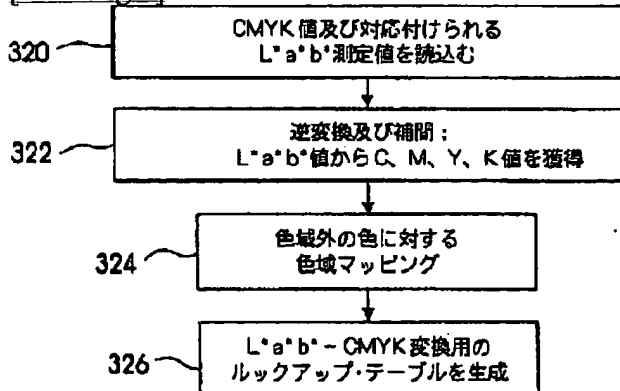 320
CMYK値及び対応付けられる
L*a*b*測定値を読込む
322
逆変換及び補間：
L*a*b*値からC、M、Y、K値を獲得
324
色域外の色に対する
色域マッピング
326
L*a*b*－CMYK変換用の
ルックアップ・テーブルを生成